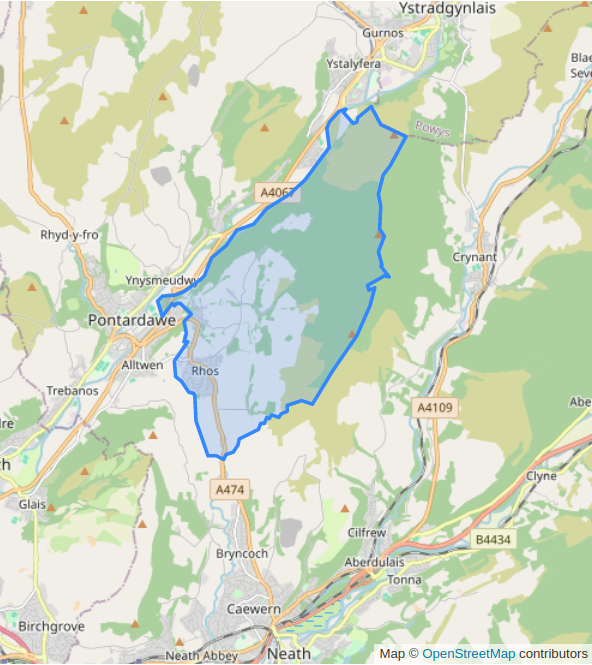 Ystradgynlais
Gurnos
Ystalyfera
Blae
Seve
Powys
A4067
Rhyd-y-fro
Crynant
Ynysmeudwy
Pontardawe
Alltwen
Rhos
Trebanos
A4109
Abe
dre
th
Clyne
A474
Glais
Cilfrew
B4434
Bryncoch
Aberdulais
Tonna
Caewern
Birchgrove
Neath Abbey
Neath
Map © OpenStreetMap contributors